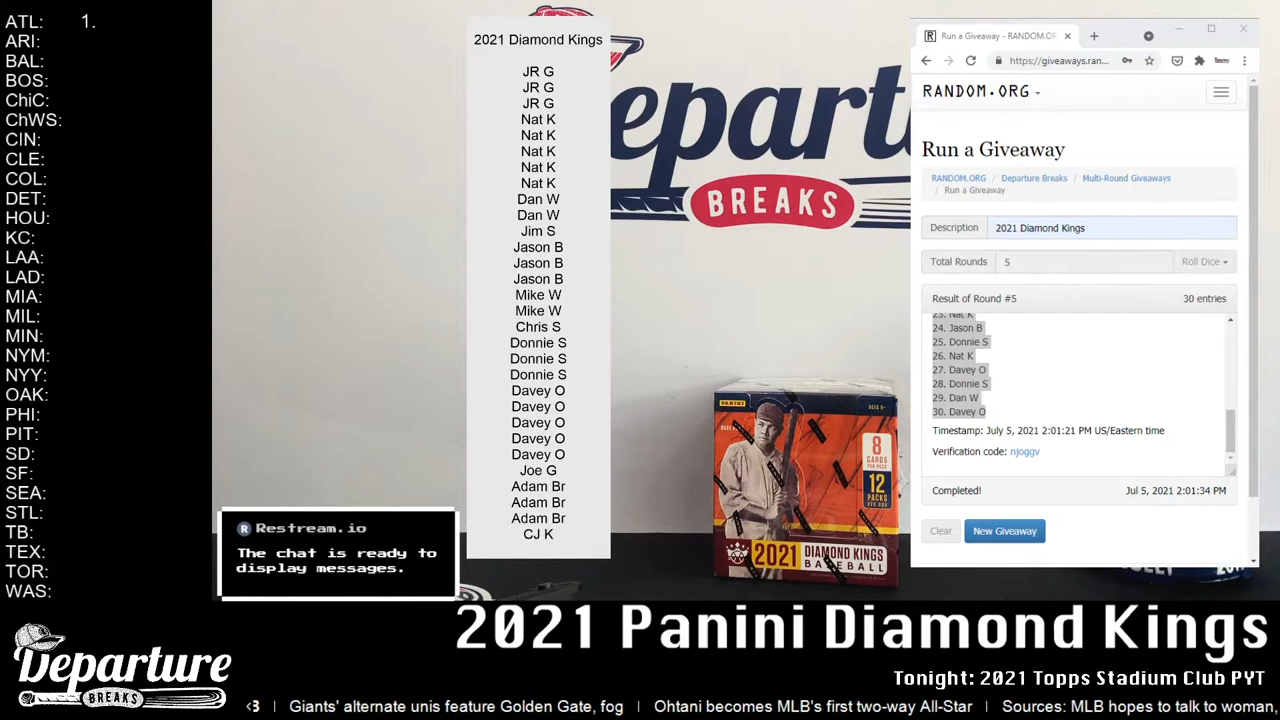 ATL: 1.
ARI:
BAL:
BOS:
ChiC:
ChWS:
CIN:
CLE:
COL:
DET:
HOU:
KC:
LAA:
LAD:
MIA:
MIL:
MIN:
NYM:
NYY:
OAK:
PHI:
PIT:
SD:
SF:
SEA:
STL:
TB:
TEX:
TOR:
WAS:
2021 Diamond Kings
JR G
JR G
JR G
Nat K
Nat K
Nat K
Nat K
Nat K
Dan W
Dan W
Jim S
Jason B
Jason B
Jason B
Mike W
Mike W
Chris S
Donnie S
Donnie S
Donnie S
Davey O
Davey O
Davey O
Davey O
Davey O
Joe G
Adam Br
Adam Br
Adam Br
CJ K
epart
BREAKS
Run a Giveaway - RANDOM.OR
https://giveaways.ran...
RANDOM.ORG
Run a Giveaway
RANDOM.ORG / Departure Breaks / Multi-Round Giveaways
/ Run a Giveaway
Description 2021 Diamond Kings
Total Rounds 5 Roll Dice
Result of Round #5 30 entries
23. Nat K
24. Jason B
25. Donnie S
26. Nat K
27. Davey O
28. Donnie S
29. Dan W
30. Davey O
Timestamp: July 5, 2021 2:01:21 PM US/Eastern time
Verification code: njoggv
Completed! Jul 5, 2021 2:01:34 PM
Clear New Giveaway
PANINI
AGES 9+
8
CARDS
PER PACK
12
PACKS
PER BOX
2021 DIAMOND KINGS
BASEBALL
Restream.io
The chat is ready to
display messages.
2021 Panini Diamond Kings
Tonight: 2021 Topps Stadium Club PYT
Departure
BREAKS
<3 | Giants' alternate unis feature Golden Gate, fog | Ohtani becomes MLB's first two-way All-Star | Sources: MLB hopes to talk to woman,